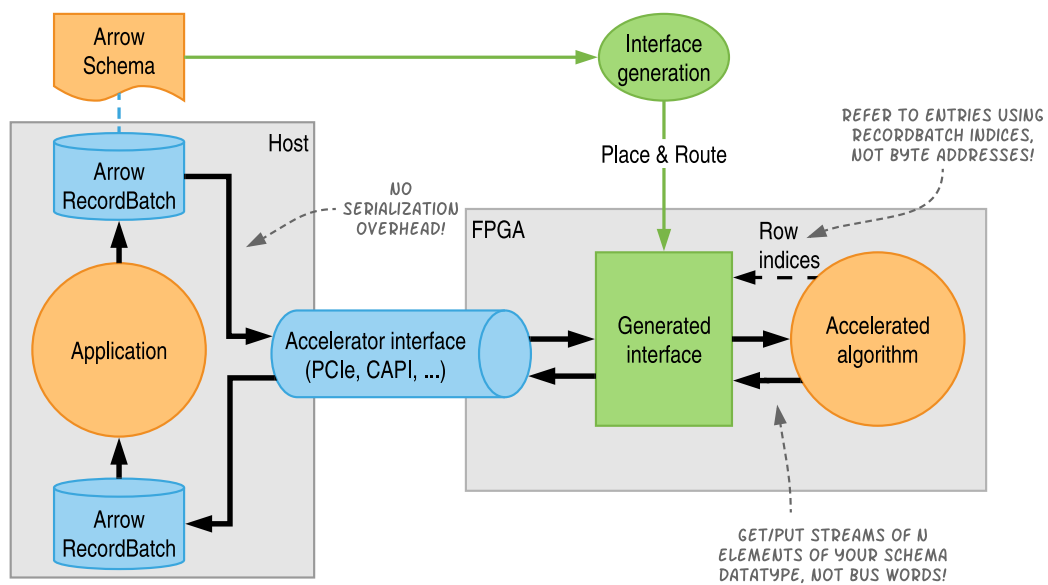 Arrow
Schema
Interface
generation
REFER TO ENTRIES USING
RECORDBATCH INDICES,
NOT BYTE ADDRESSES!
Host
Place & Route
Arrow
RecordBatch
NO
SERIALIZATION
OVERHEAD!
FPGA
Row
indices
Application
Accelerator interface
(PCIe, CAPI, ...)
Generated
interface
Accelerated
algorithm
Arrow
RecordBatch
GET/PUT STREAMS OF N
ELEMENTS OF YOUR SCHEMA
DATATYPE, NOT BUS WORDS!